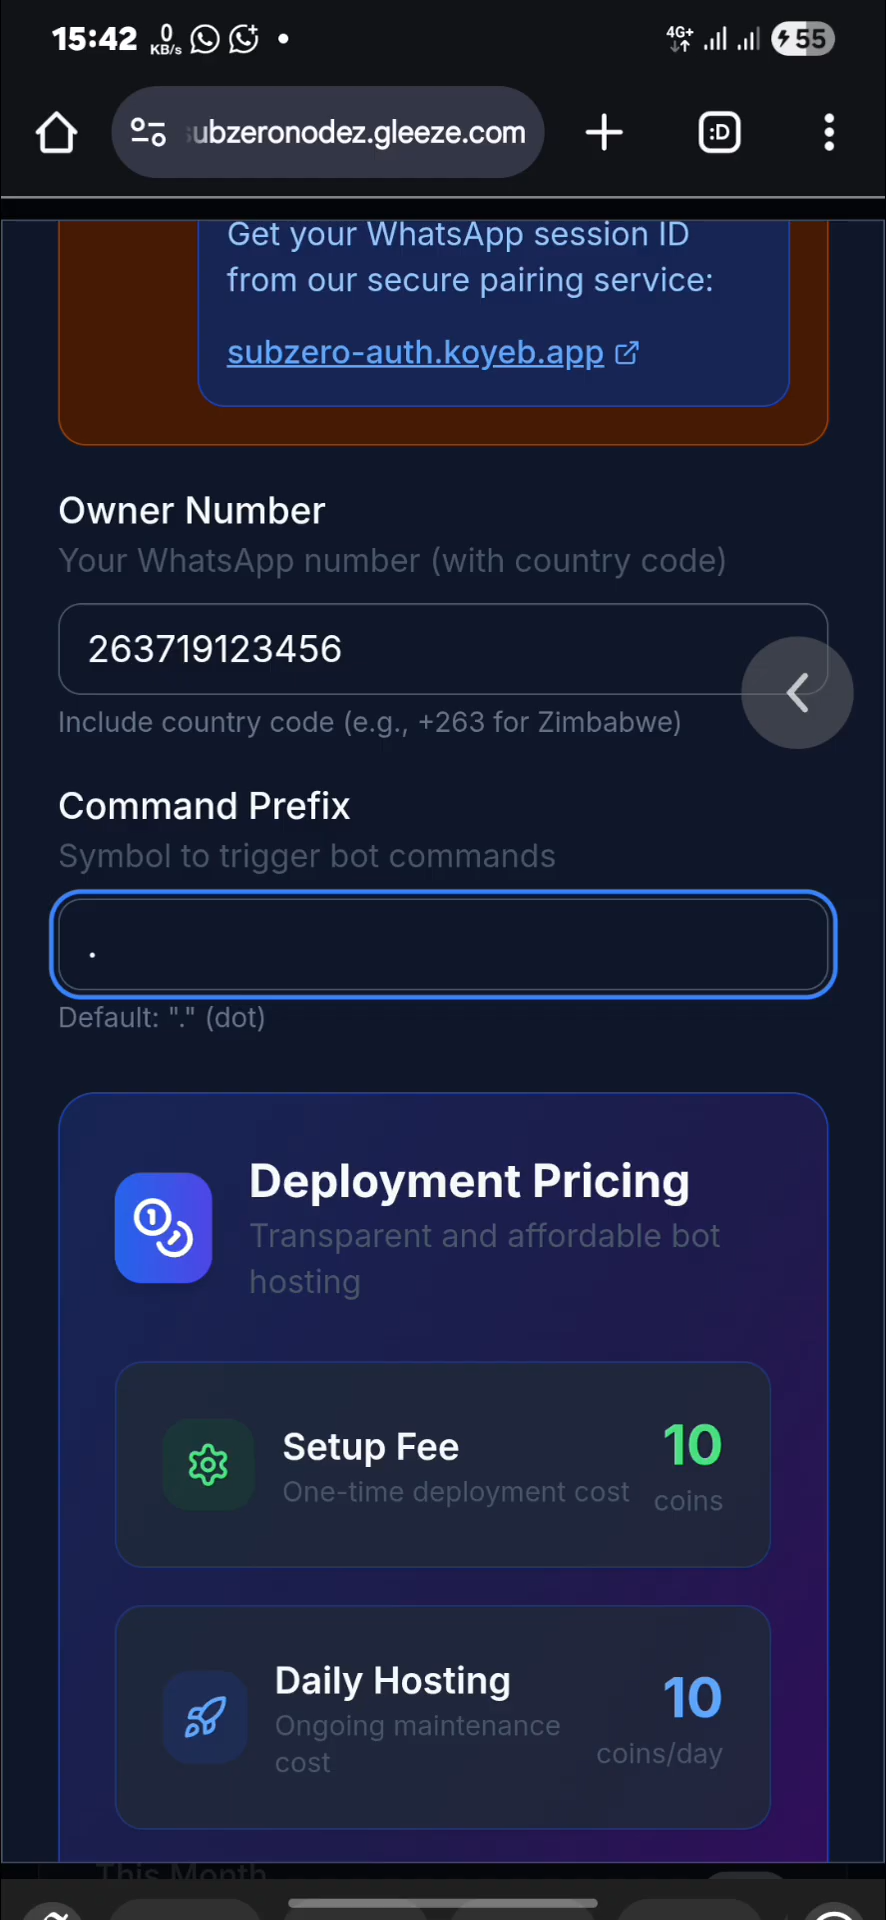 15:42
0
KB/s
4G+
55
ubzeronodez.gleeze.com
:D
Get your WhatsApp session ID
from our secure pairing service:
subzero-auth.koyeb.app
Owner Number
Your WhatsApp number (with country code)
263719123456
Include country code (e.g., +263 for Zimbabwe)
Command Prefix
Symbol to trigger bot commands
.
Default: "." (dot)
Deployment Pricing
Transparent and affordable bot
hosting
Setup Fee
One-time deployment cost
10
coins
Daily Hosting
Ongoing maintenance
cost
10
coins/day
This Month